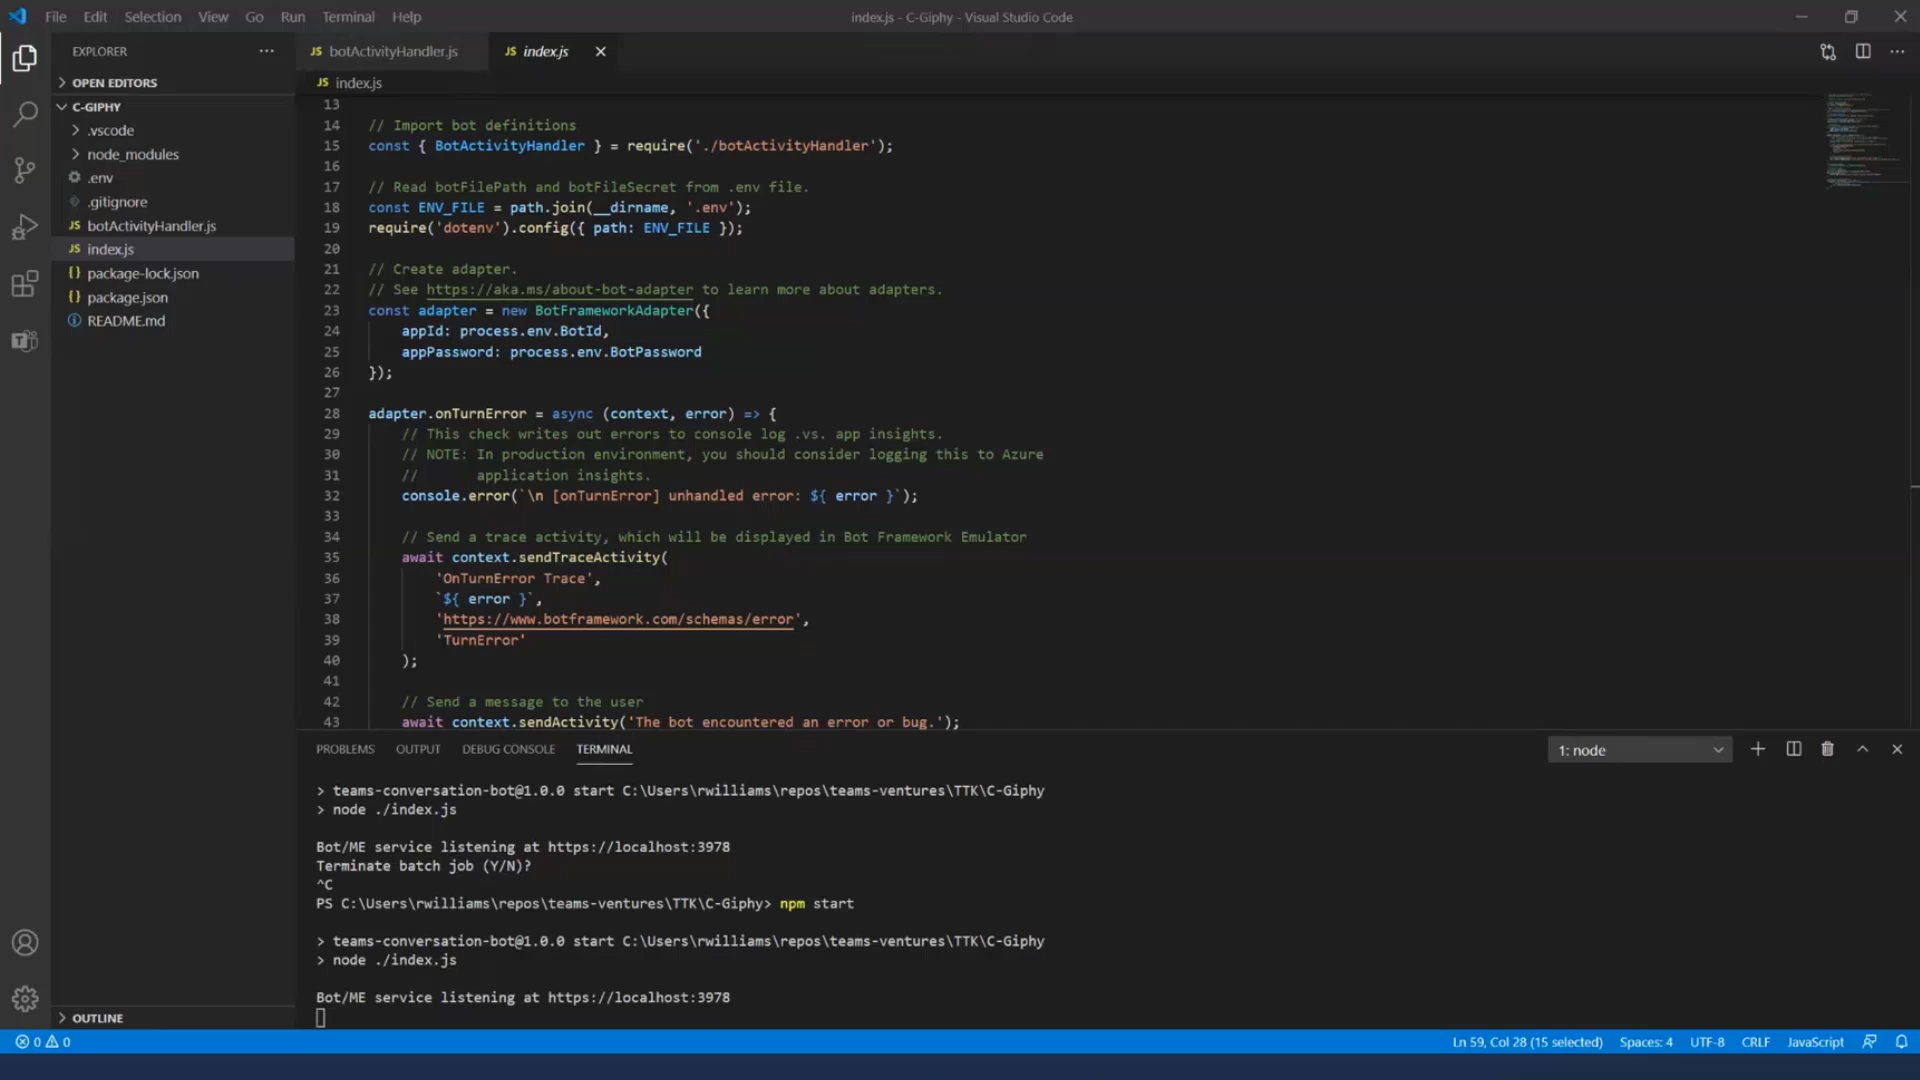 File Edit Selection View Go Run Terminal Help
index.js - C-Giphy - Visual Studio Code
EXPLORER
OPEN EDITORS
C-GIPHY
.vscode
node_modules
.env
.gitignore
JS botActivityHandler.js
JS index.js
{} package-lock.json
{} package.json
README.md
OUTLINE
JS botActivityHandler.js
JS index.js
JS index.js
13
14 // Import bot definitions
15 const { BotActivityHandler } = require('./botActivityHandler');
16
17 // Read botFilePath and botFileSecret from .env file.
18 const ENV_FILE = path.join(__dirname, '.env');
19 require('dotenv').config({ path: ENV_FILE });
20
21 // Create adapter.
22 // See https://aka.ms/about-bot-adapter to learn more about adapters.
23 const adapter = new BotFrameworkAdapter({
24 appId: process.env.BotId,
25 appPassword: process.env.BotPassword
26 });
27
28 adapter.onTurnError = async (context, error) => {
29 // This check writes out errors to console log .vs. app insights.
30 // NOTE: In production environment, you should consider logging this to Azure
31 // application insights.
32 console.error(`\n [onTurnError] unhandled error: ${ error }`);
33
34 // Send a trace activity, which will be displayed in Bot Framework Emulator
35 await context.sendTraceActivity(
36 'OnTurnError Trace',
37 `${ error }`,
38 'https://www.botframework.com/schemas/error',
39 'TurnError'
40 );
41
42 // Send a message to the user
43 await context.sendActivity('The bot encountered an error or bug.');
PROBLEMS OUTPUT DEBUG CONSOLE TERMINAL
1: node
> teams-conversation-bot@1.0.0 start C:\Users\rwilliams\repos\teams-ventures\TTK\C-Giphy
> node ./index.js
Bot/ME service listening at https://localhost:3978
Terminate batch job (Y/N)?
^C
PS C:\Users\rwilliams\repos\teams-ventures\TTK\C-Giphy> npm start
> teams-conversation-bot@1.0.0 start C:\Users\rwilliams\repos\teams-ventures\TTK\C-Giphy
> node ./index.js
Bot/ME service listening at https://localhost:3978
0 0
Ln 59, Col 28 (15 selected) Spaces: 4 UTF-8 CRLF JavaScript